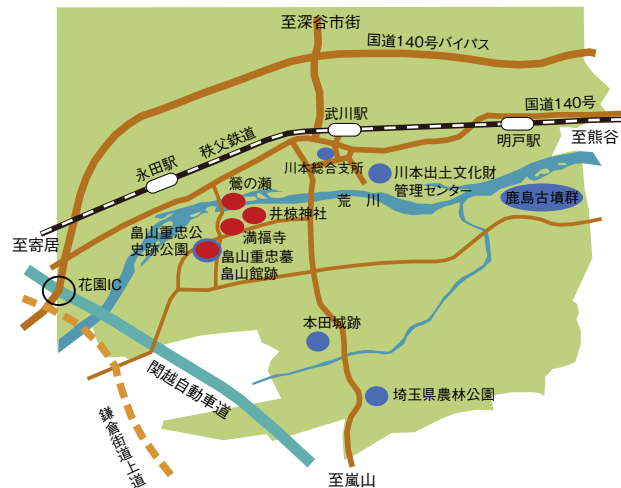 至深谷市街
国道140号バイパス
国道140号
武川駅
明戸駅
至熊谷
秩父鉄道
永田駅
川本総合支所
川本出土文化財
管理センター
鶯の瀬
井椋神社
荒川
鹿島古墳群
満福寺
至寄居
畠山重忠公
史跡公園
畠山重忠墓
畠山館跡
花園IC
本田城跡
関越自動車道
埼玉県農林公園
鎌倉街道上道
至嵐山